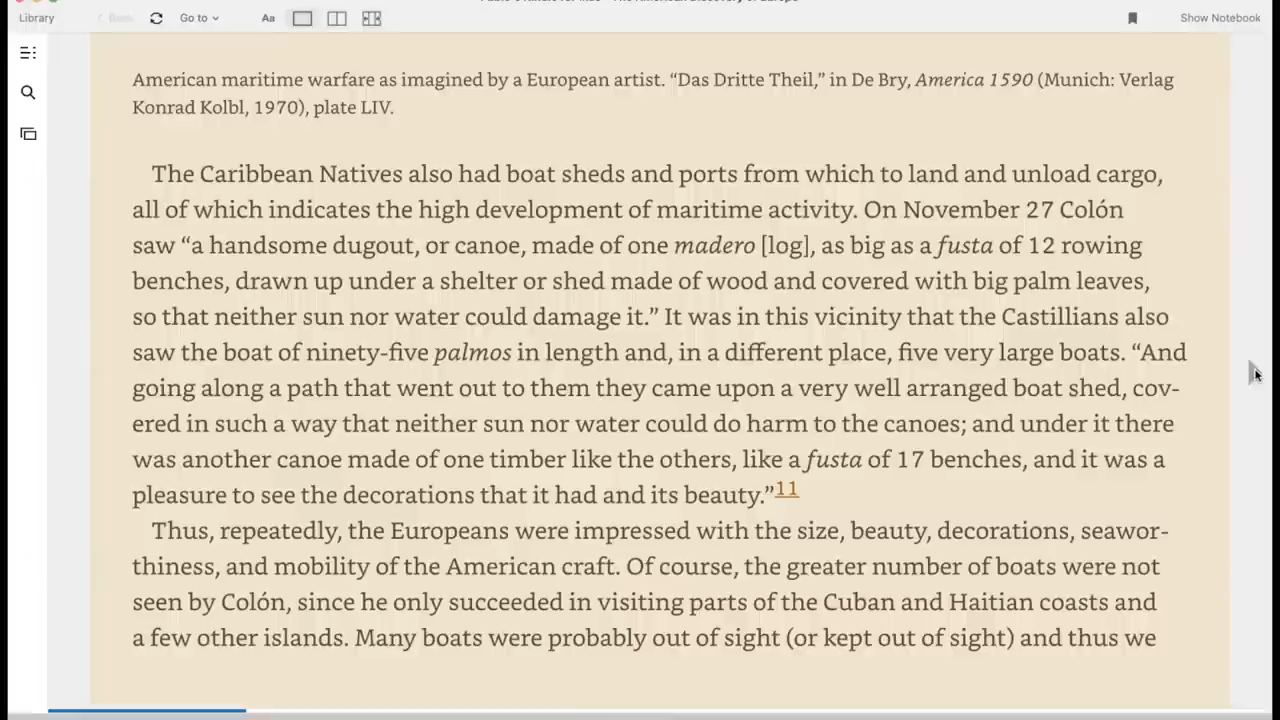 Library
Go to
Aa
Show Notebook
American maritime warfare as imagined by a European artist. “Das Dritte Theil,” in De Bry, America 1590 (Munich: Verlag
Konrad Kolbl, 1970), plate LIV.
The Caribbean Natives also had boat sheds and ports from which to land and unload cargo,
all of which indicates the high development of maritime activity. On November 27 Colón
saw “a handsome dugout, or canoe, made of one madero [log], as big as a fusta of 12 rowing
benches, drawn up under a shelter or shed made of wood and covered with big palm leaves,
so that neither sun nor water could damage it.” It was in this vicinity that the Castillians also
saw the boat of ninety-five palmos in length and, in a different place, five very large boats. “And
going along a path that went out to them they came upon a very well arranged boat shed, cov-
ered in such a way that neither sun nor water could do harm to the canoes; and under it there
was another canoe made of one timber like the others, like a fusta of 17 benches, and it was a
pleasure to see the decorations that it had and its beauty.”11
Thus, repeatedly, the Europeans were impressed with the size, beauty, decorations, seawor-
thiness, and mobility of the American craft. Of course, the greater number of boats were not
seen by Colón, since he only succeeded in visiting parts of the Cuban and Haitian coasts and
a few other islands. Many boats were probably out of sight (or kept out of sight) and thus we